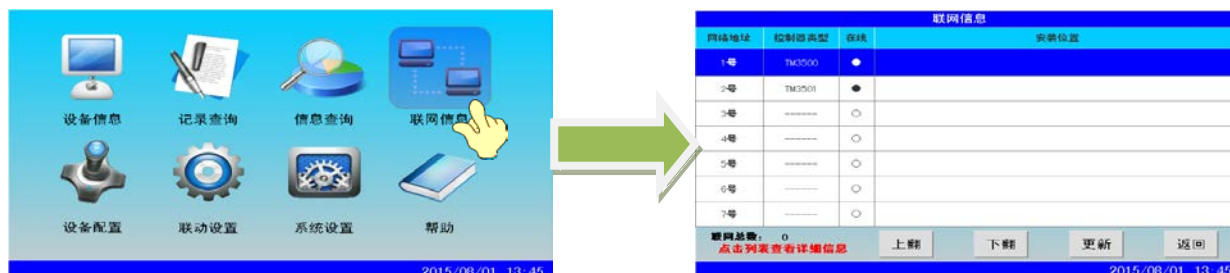 设备信息 记录查询 信息查询 联网信息
设备配置 联动设置 系统设置 帮助
2015/08/01 13:45
联网信息
网络地址 控制器类型 在线 安装位置
1号 TM3500
2号 TM3501
3号 ------
4号 ------
5号 ------
6号 ------
7号 ------
联网总数： 0
点击列表查看详细信息 上翻 下翻 更新 返回
2015/08/01 13:45